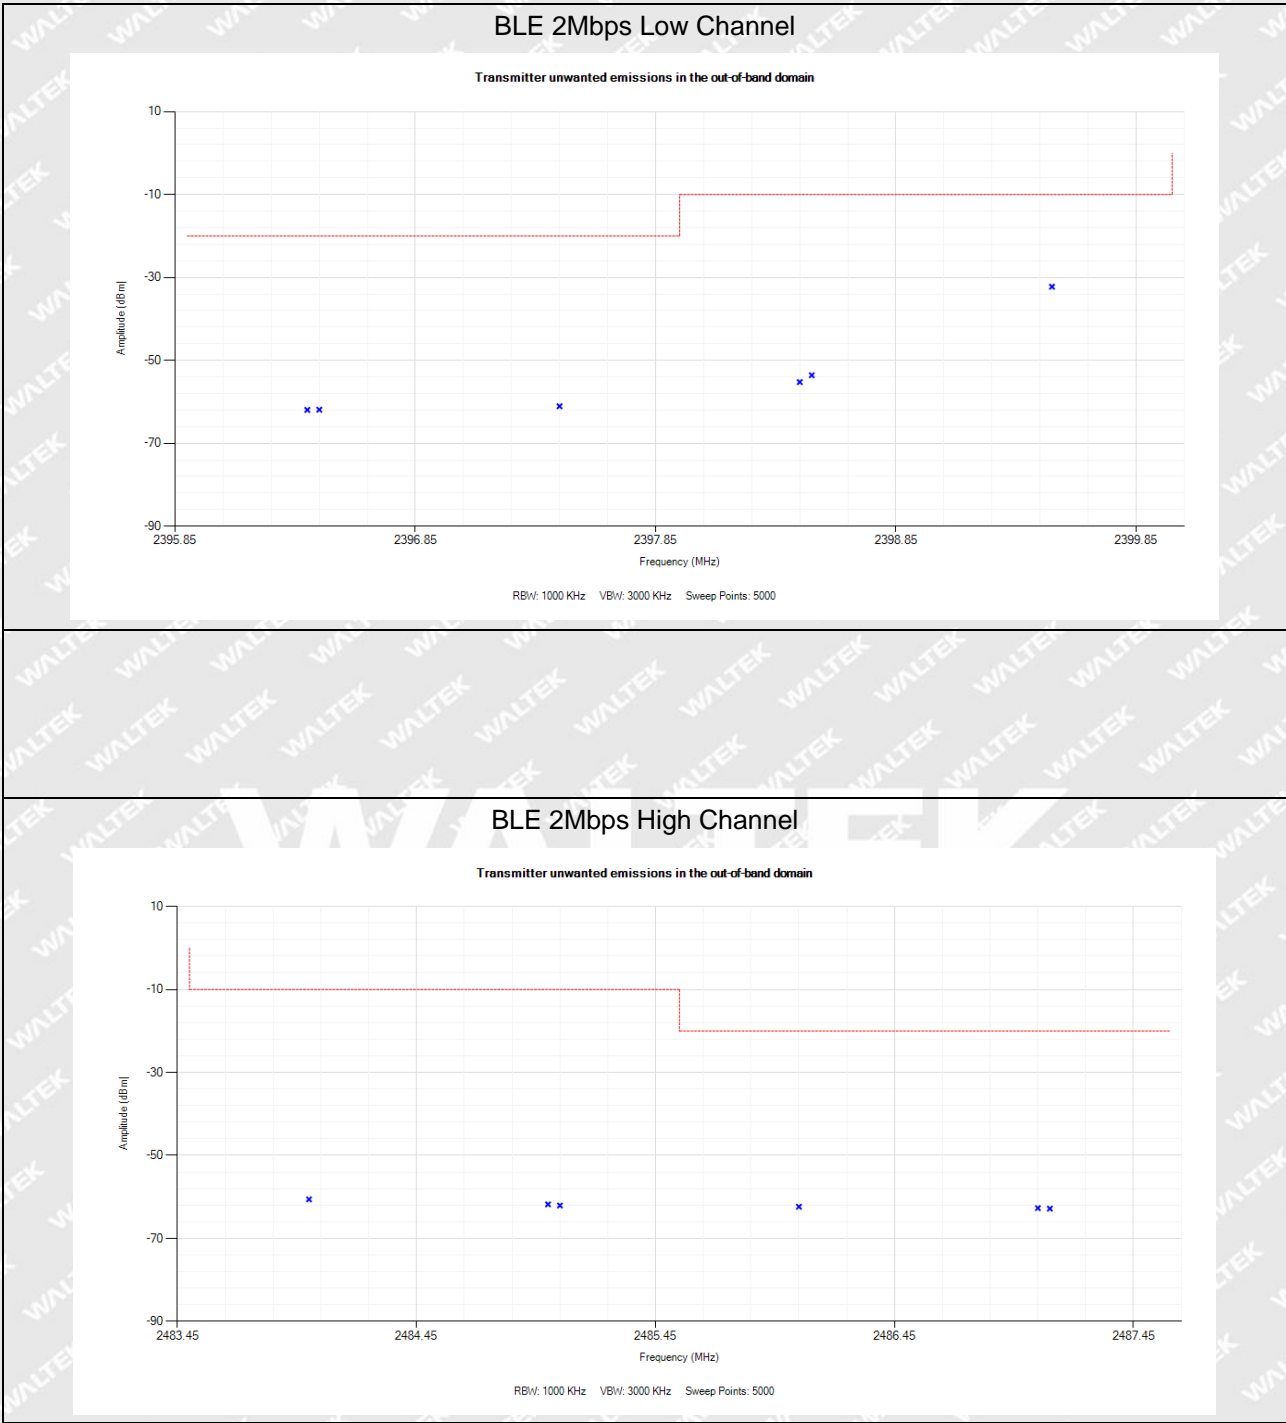 BLE 2Mbps Low Channel
Transmitter unwanted emissions in the out-of-band domain
10
-10
-30
-50
-70
-90
Amplitude [dBm]
2395.85 2396.85 2397.85 2398.85 2399.85
Frequency (MHz)
RBW: 1000 KHz VBW: 3000 KHz Sweep Points: 5000
WALTEK
BLE 2Mbps High Channel
Transmitter unwanted emissions in the out-of-band domain
10
-10
-30
-50
-70
-90
Amplitude [dBm]
2483.45 2484.45 2485.45 2486.45 2487.45
Frequency (MHz)
RBW: 1000 KHz VBW: 3000 KHz Sweep Points: 5000